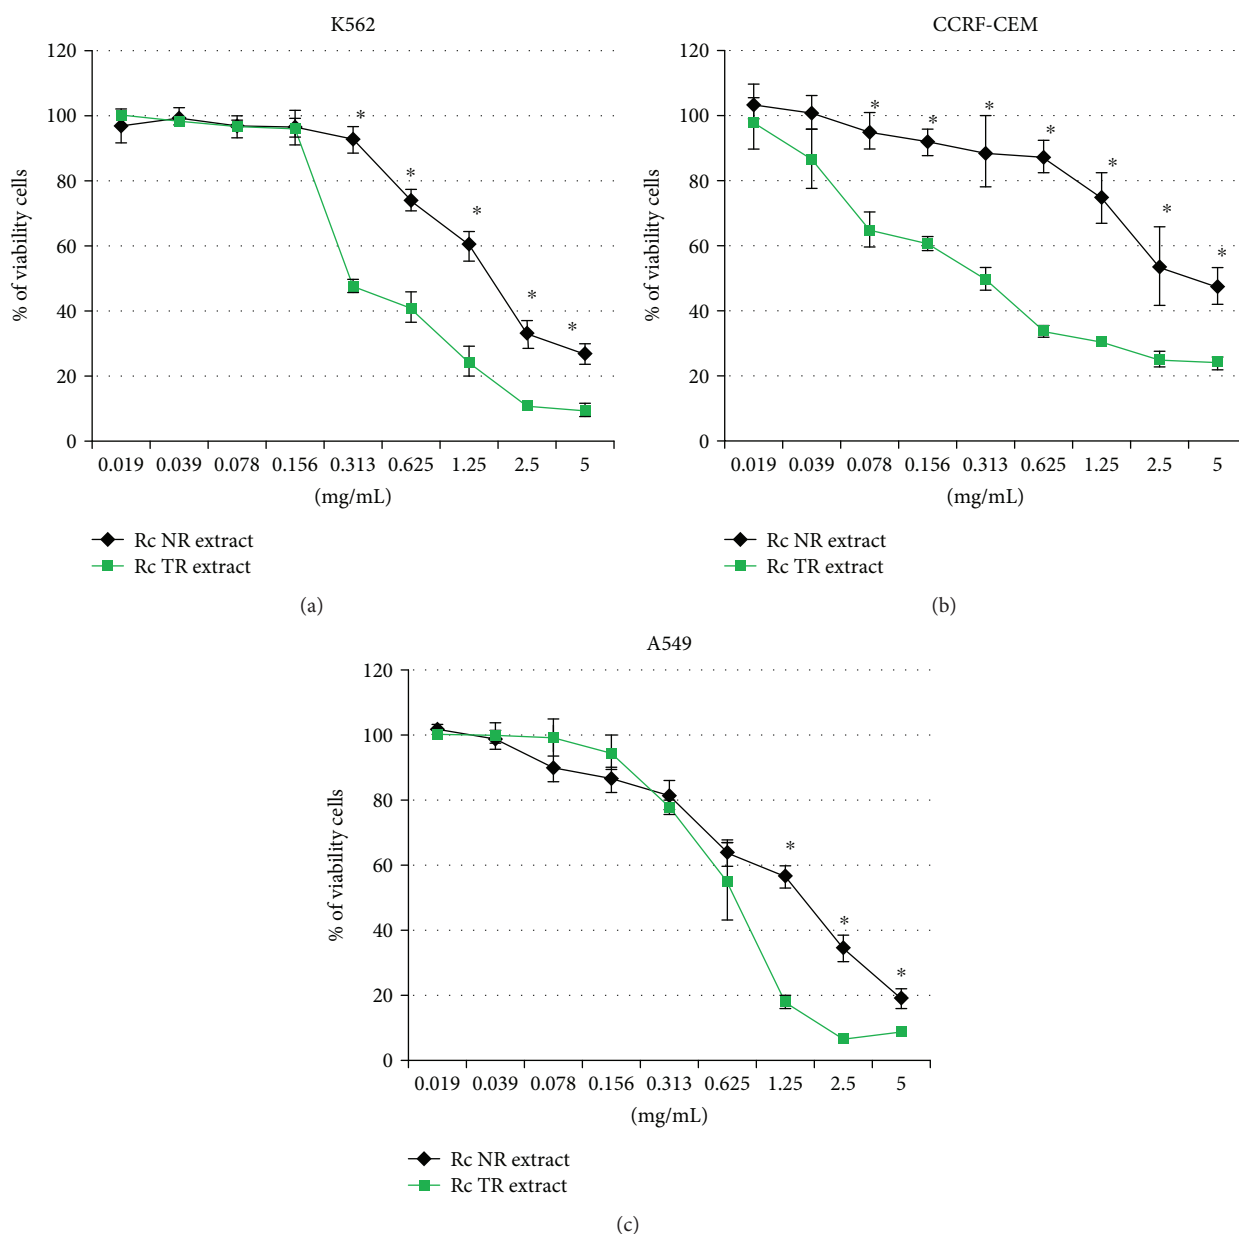 K562
120
100
80
60
40
20
0
% of viability cells
* * * * *
0.019 0.039 0.078 0.156 0.313 0.625 1.25 2.5 5
(mg/mL)
Rc NR extract
Rc TR extract
(a)
CCRF-CEM
120
100
80
60
40
20
0
% of viability cells
* * * * * * *
0.019 0.039 0.078 0.156 0.313 0.625 1.25 2.5 5
(mg/mL)
Rc NR extract
Rc TR extract
(b)
A549
120
100
80
60
40
20
0
% of viability cells
* * *
0.019 0.039 0.078 0.156 0.313 0.625 1.25 2.5 5
(mg/mL)
Rc NR extract
Rc TR extract
(c)